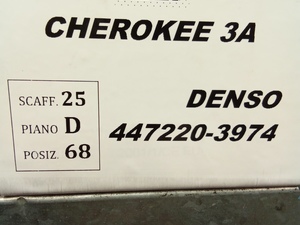 CHEROKEE 3A
SCAFF. 25
PIANO D
POSIZ. 68
DENSO
447220-3974